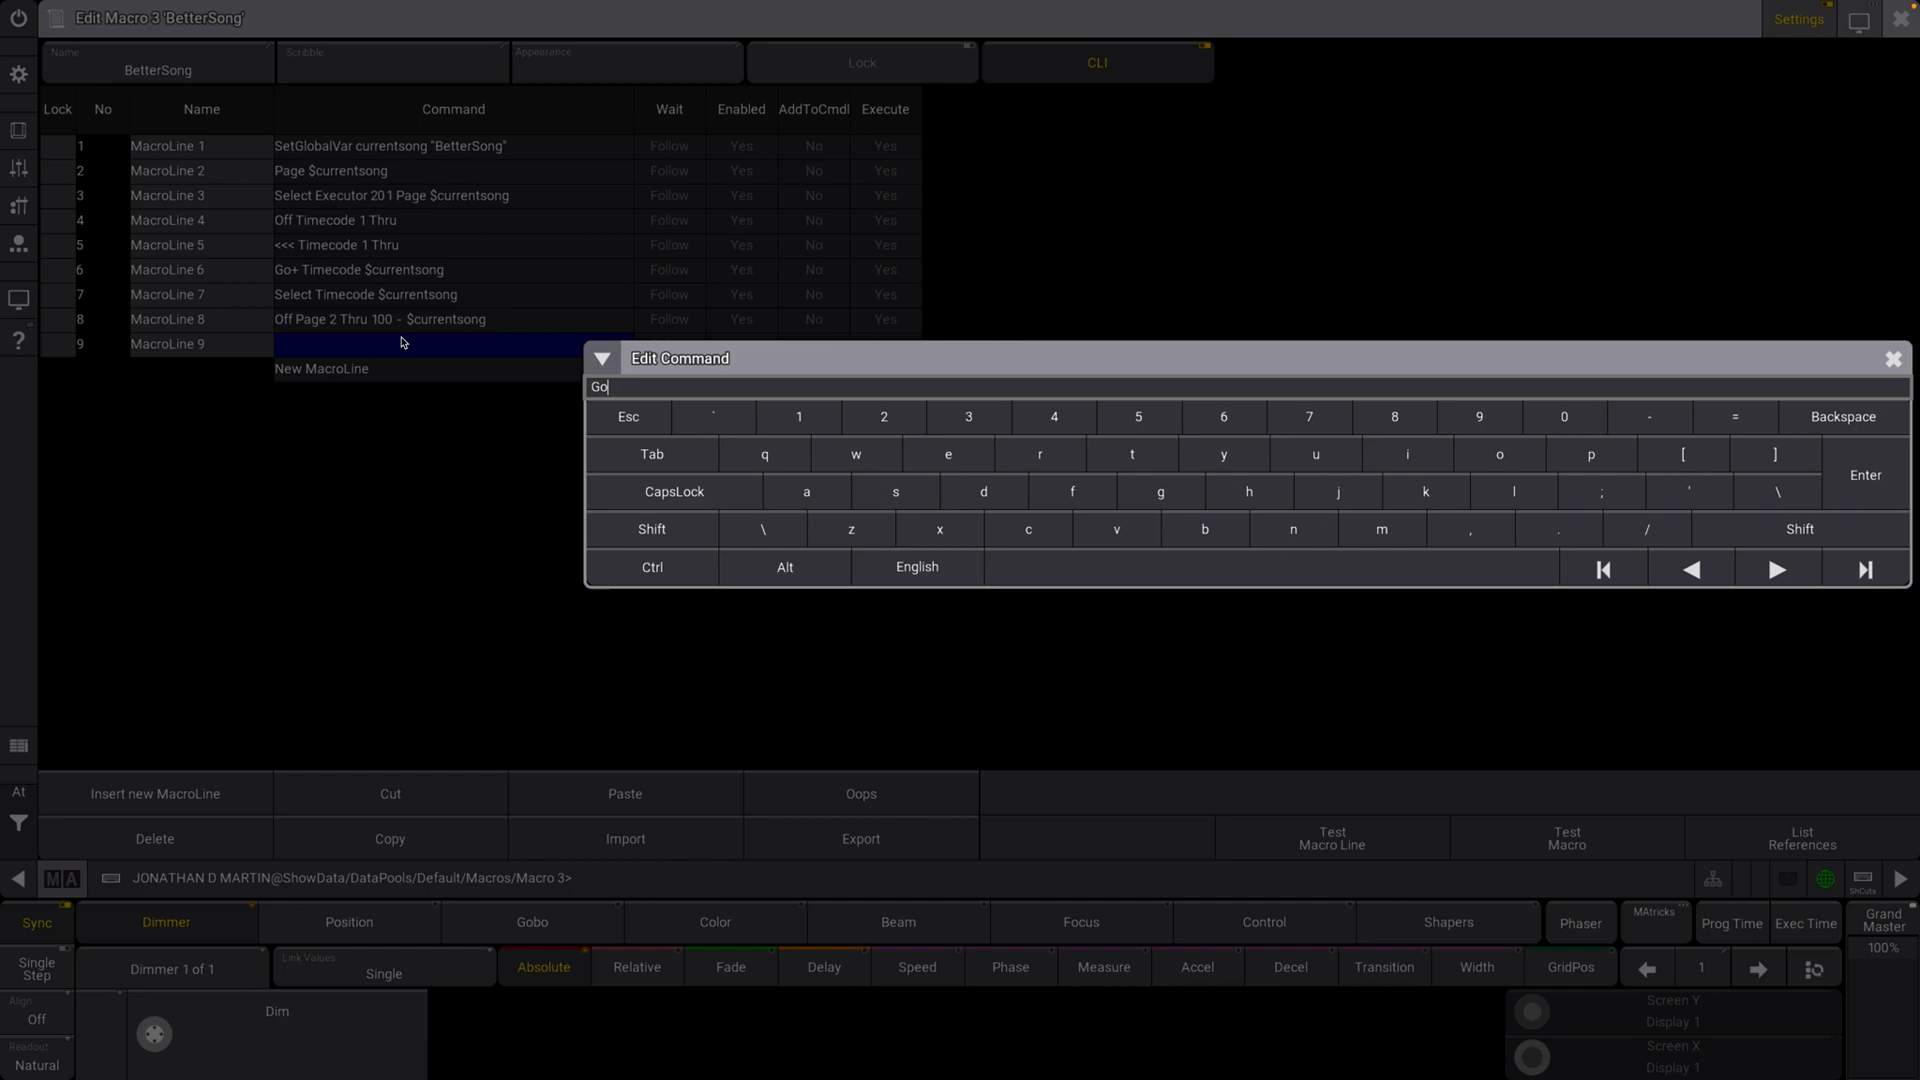 Edit Macro 3 'BetterSong'
Settings
Name
BetterSong
Scribble
Appearance
Lock
CLI
Lock No Name Command Wait Enabled AddToCmdl Execute
1 MacroLine 1 SetGlobalVar currentsong "BetterSong" Follow Yes No Yes
2 MacroLine 2 Page $currentsong Follow Yes No Yes
3 MacroLine 3 Select Executor 201 Page $currentsong Follow Yes No Yes
4 MacroLine 4 Off Timecode 1 Thru Follow Yes No Yes
5 MacroLine 5 <<< Timecode 1 Thru Follow Yes No Yes
6 MacroLine 6 Go+ Timecode $currentsong Follow Yes No Yes
7 MacroLine 7 Select Timecode $currentsong Follow Yes No Yes
8 MacroLine 8 Off Page 2 Thru 100 - $currentsong Follow Yes No Yes
9 MacroLine 9
New MacroLine
Edit Command
Go
Esc ` 1 2 3 4 5 6 7 8 9 0 - = Backspace
Tab q w e r t y u i o p [ ] Enter
CapsLock a s d f g h j k l ; ' \
Shift \ z x c v b n m , . / Shift
Ctrl Alt English
?
At
Insert new MacroLine Cut Paste Oops
Delete Copy Import Export
Test Macro Line
Test Macro
List References
MA JONATHAN D MARTIN@ShowData/DataPools/Default/Macros/Macro 3>
ShCuts
Sync Dimmer Position Gobo Color Beam Focus Control Shapers Phaser MAtricks Prog Time Exec Time
Grand Master
100%
Single Step
Dimmer 1 of 1
Link Values
Single
Absolute Relative Fade Delay Speed Phase Measure Accel Decel Transition Width GridPos 1
Align
Off
Readout
Natural
Dim
Screen Y
Display 1
Screen X
Display 1